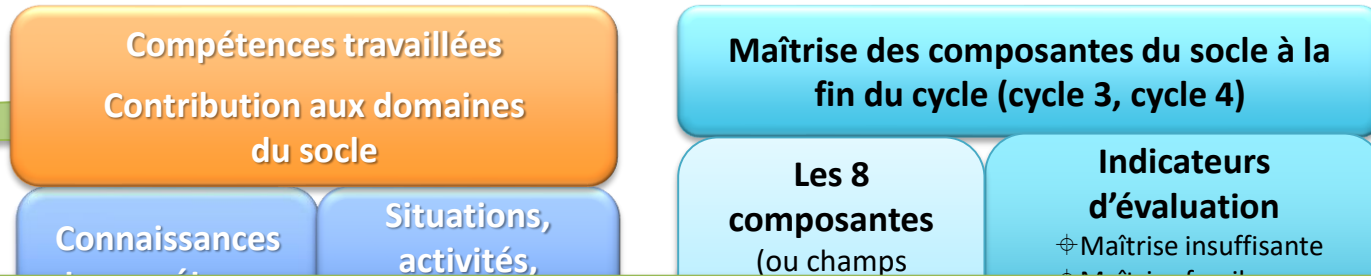 Compétences travaillées
Contribution aux domaines
du socle
Connaissances
Situations,
activités,
Maîtrise des composantes du socle à la
fin du cycle (cycle 3, cycle 4)
Les 8
composantes
(ou champs
Indicateurs
d'évaluation
Maîtrise insuffisante